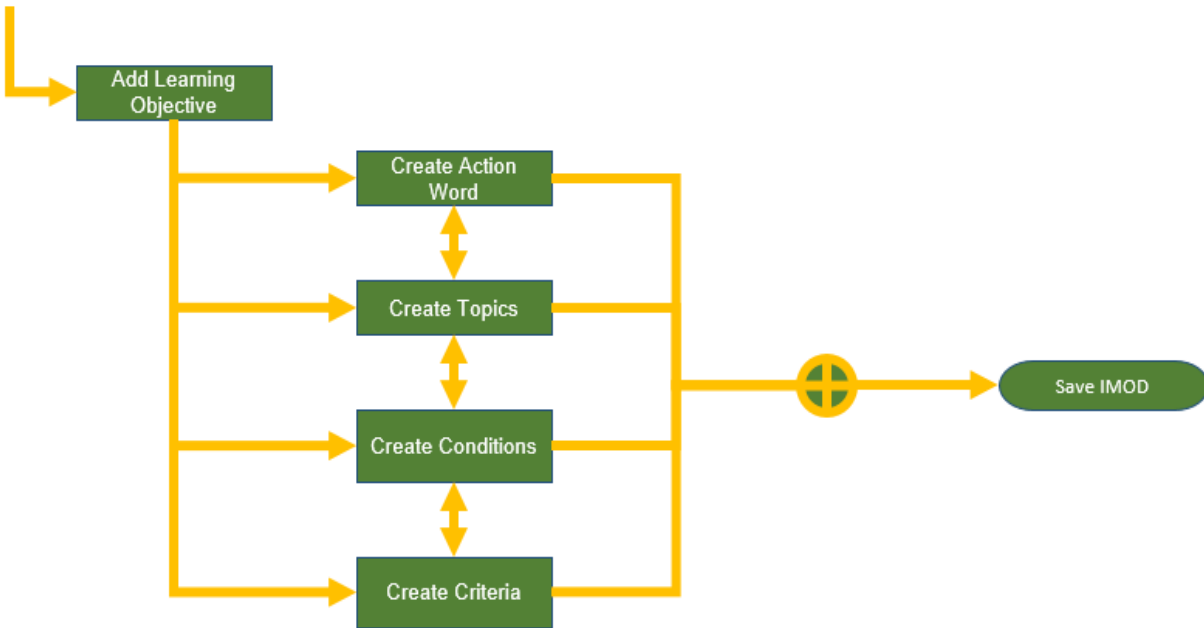 Add Learning
Objective
Create Action
Word
Create Topics
Create Conditions
Create Criteria
Save IMOD